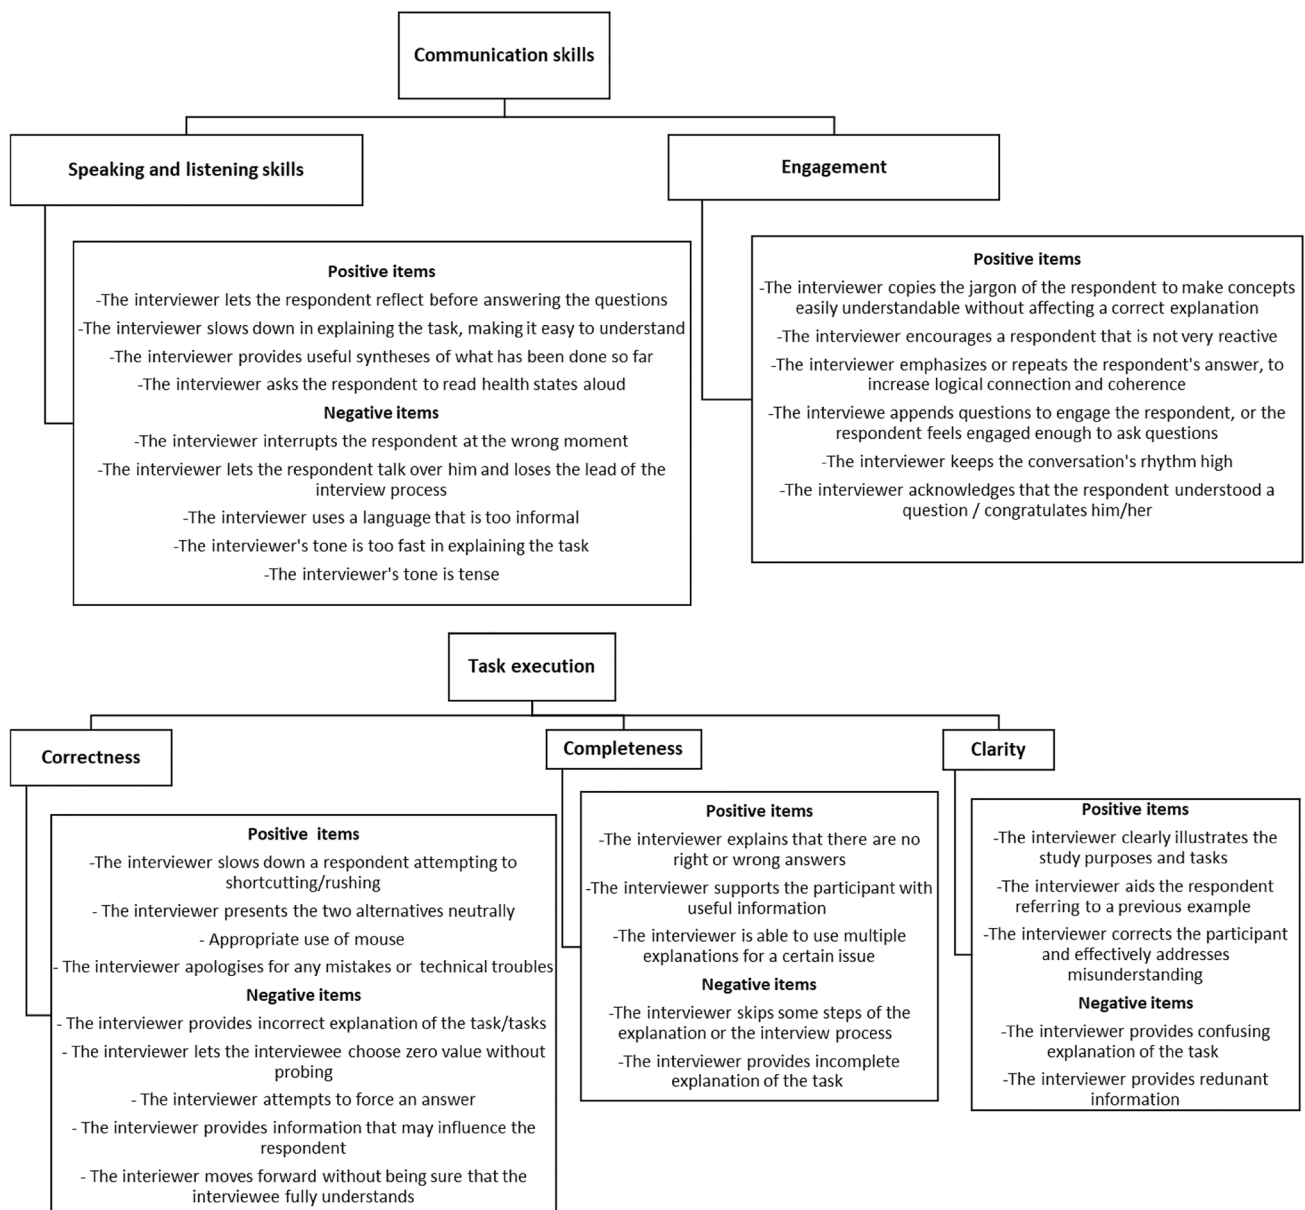 Communication skills
Speaking and listening skills
Engagement
Positive items
-The interviewer lets the respondent reflect before answering the questions
-The interviewer slows down in explaining the task, making it easy to understand
-The interviewer provides useful syntheses of what has been done so far
-The interviewer asks the respondent to read health states aloud
Negative items
-The interviewer interrupts the respondent at the wrong moment
-The interviewer lets the respondent talk over him and loses the lead of the
interview process
-The interviewer uses a language that is too informal
-The interviewer's tone is too fast in explaining the task
-The interviewer's tone is tense
Positive items
-The interviewer copies the jargon of the respondent to make concepts
easily understandable without affecting a correct explanation
-The interviewer encourages a respondent that is not very reactive
-The interviewer emphasizes or repeats the respondent's answer, to
increase logical connection and coherence
-The interviewe appends questions to engage the respondent, or the
respondent feels engaged enough to ask questions
-The interviewer keeps the conversation's rhythm high
-The interviewer acknowledges that the respondent understood a
question / congratulates him/her
Task execution
Correctness
Completeness
Clarity
Positive items
-The interviewer slows down a respondent attempting to
shortcutting/rushing
- The interviewer presents the two alternatives neutrally
- Appropriate use of mouse
- The interviewer apologises for any mistakes or technical troubles
Negative items
- The interviewer provides incorrect explanation of the task/tasks
- The interviewer lets the interviewee choose zero value without
probing
- The interviewer attempts to force an answer
- The interviewer provides information that may influence the
respondent
- The interiewer moves forward without being sure that the
interviewee fully understands
Positive items
-The interviewer explains that there are no
right or wrong answers
-The interviewer supports the participant with
useful information
-The interviewer is able to use multiple
explanations for a certain issue
Negative items
-The interviewer skips some steps of the
explanation or the interview process
-The interviewer provides incomplete
explanation of the task
Positive items
-The interviewer clearly illustrates the
study purposes and tasks
-The interviewer aids the respondent
referring to a previous example
-The interviewer corrects the participant
and effectively addresses
misunderstanding
Negative items
-The interviewer provides confusing
explanation of the task
-The interviewer provides redunant
information